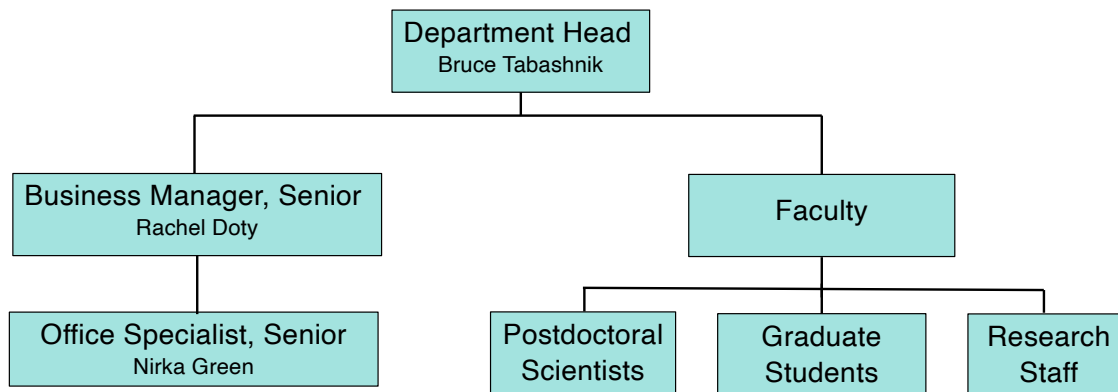 Department Head
Bruce Tabashnik
Business Manager, Senior
Rachel Doty
Faculty
Office Specialist, Senior
Nirka Green
Postdoctoral
Scientists
Graduate
Students
Research
Staff